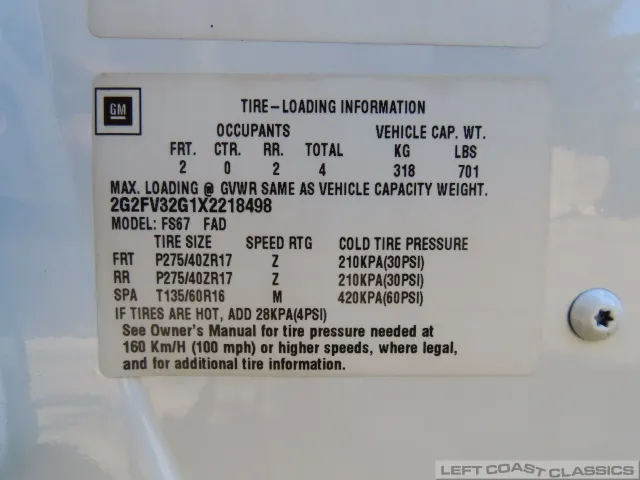 GM
TIRE-LOADING INFORMATION
OCCUPANTS VEHICLE CAP. WT.
FRT. CTR. RR. TOTAL KG LBS
2 0 2 4 318 701
MAX. LOADING @ GVWR SAME AS VEHICLE CAPACITY WEIGHT.
2G2FV32G1X2218498
MODEL: FS67 FAD
TIRE SIZE SPEED RTG COLD TIRE PRESSURE
FRT P275/40ZR17 Z 210KPA(30PSI)
RR P275/40ZR17 Z 210KPA(30PSI)
SPA T135/60R16 M 420KPA(60PSI)
IF TIRES ARE HOT, ADD 28KPA(4PSI)
See Owner's Manual for tire pressure needed at
160 Km/H (100 mph) or higher speeds, where legal,
and for additional tire information.
LEFT COAST CLASSICS